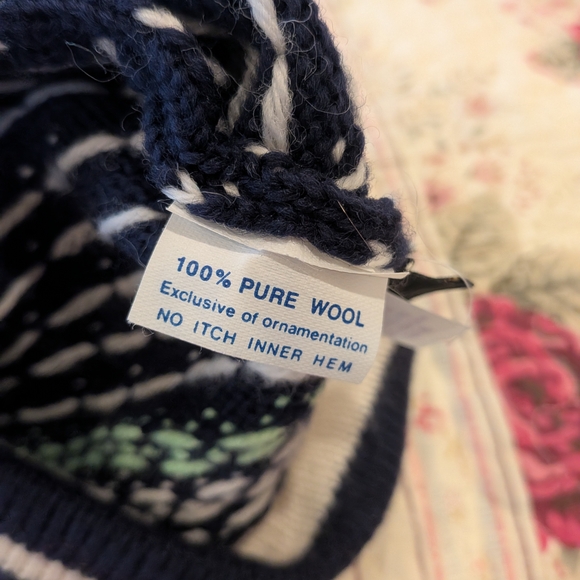 100% PURE WOOL
Exclusive of ornamentation
NO ITCH INNER HEM